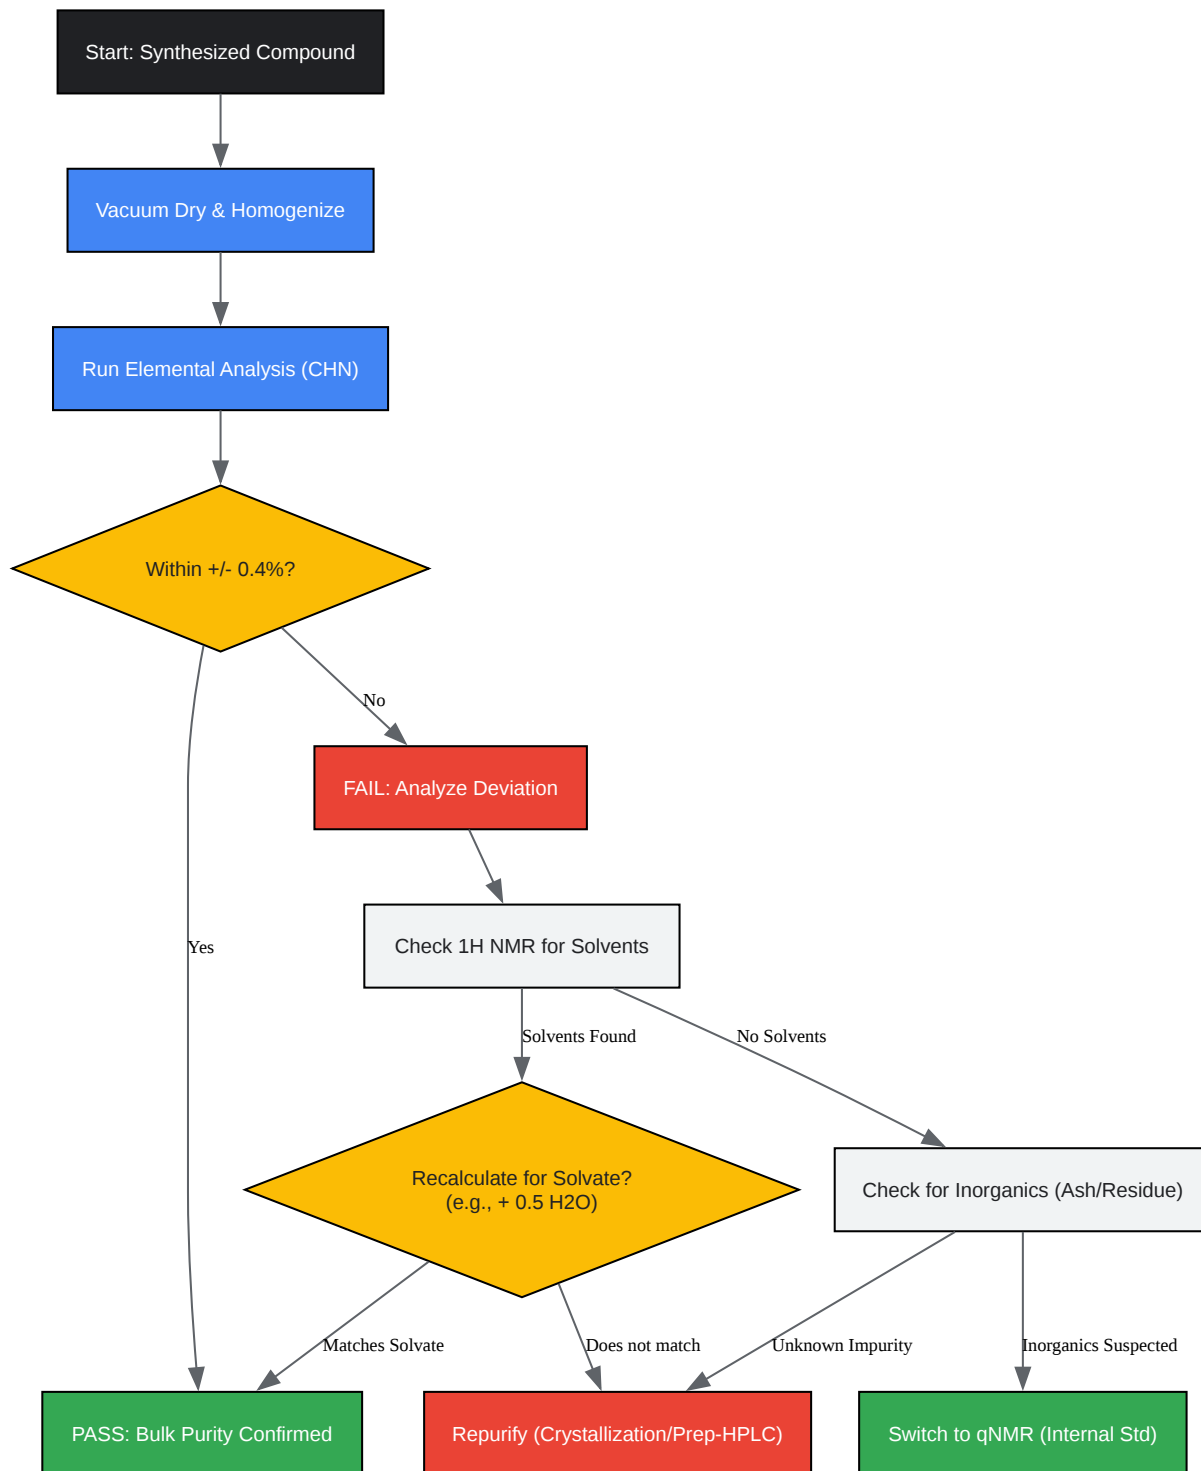 Start: Synthesized Compound
Vacuum Dry & Homogenize
Run Elemental Analysis (CHN)
Within +/- 0.4%?
No
FAIL: Analyze Deviation
Yes
Check 1H NMR for Solvents
Solvents Found
No Solvents
Recalculate for Solvate?
(e.g., + 0.5 H2O)
Check for Inorganics (Ash/Residue)
Matches Solvate
Does not match
Unknown Impurity
Inorganics Suspected
PASS: Bulk Purity Confirmed
Repurify (Crystallization/Prep-HPLC)
Switch to qNMR (Internal Std)